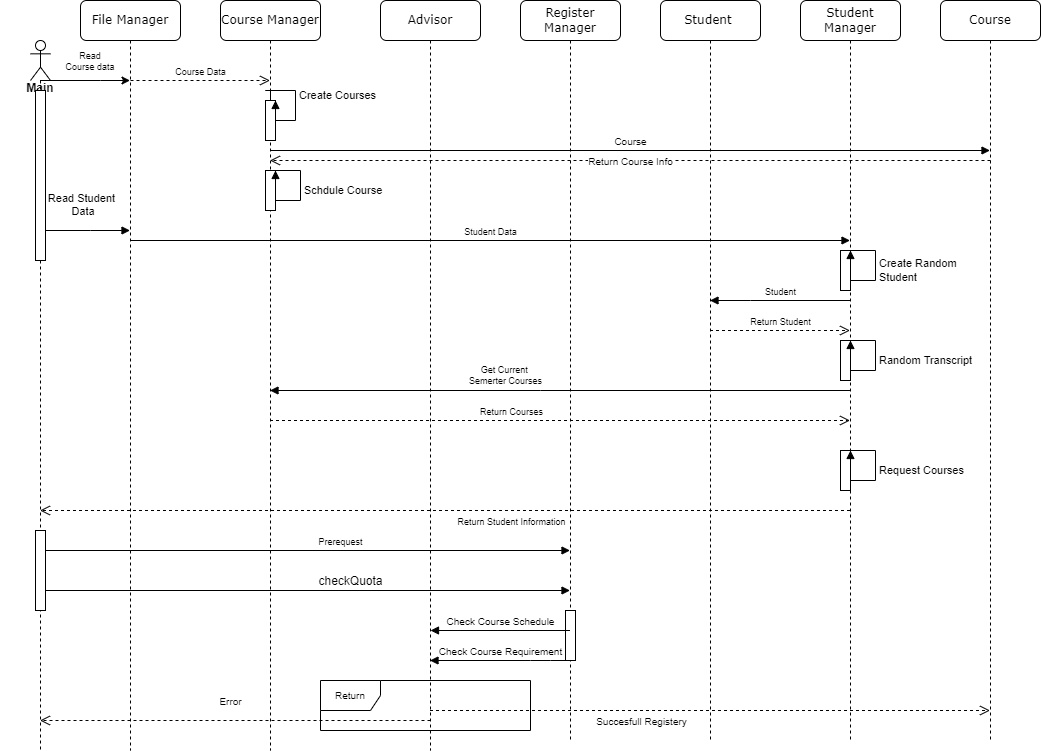 File Manager
Course Manager
Advisor
Register
Manager
Student
Student
Manager
Course
Read
Course data
Course Data
Main
Create Courses
Course
Return Course Info
Schdule Course
Read Student
Data
Student Data
Create Random
Student
Student
Return Student
Random Transcript
Get Current
Semerter Courses
Return Courses
Request Courses
Return Student Information
Prerequest
checkQuota
Check Course Schedule
Check Course Requirement
Return
Error
Succesfull Registery